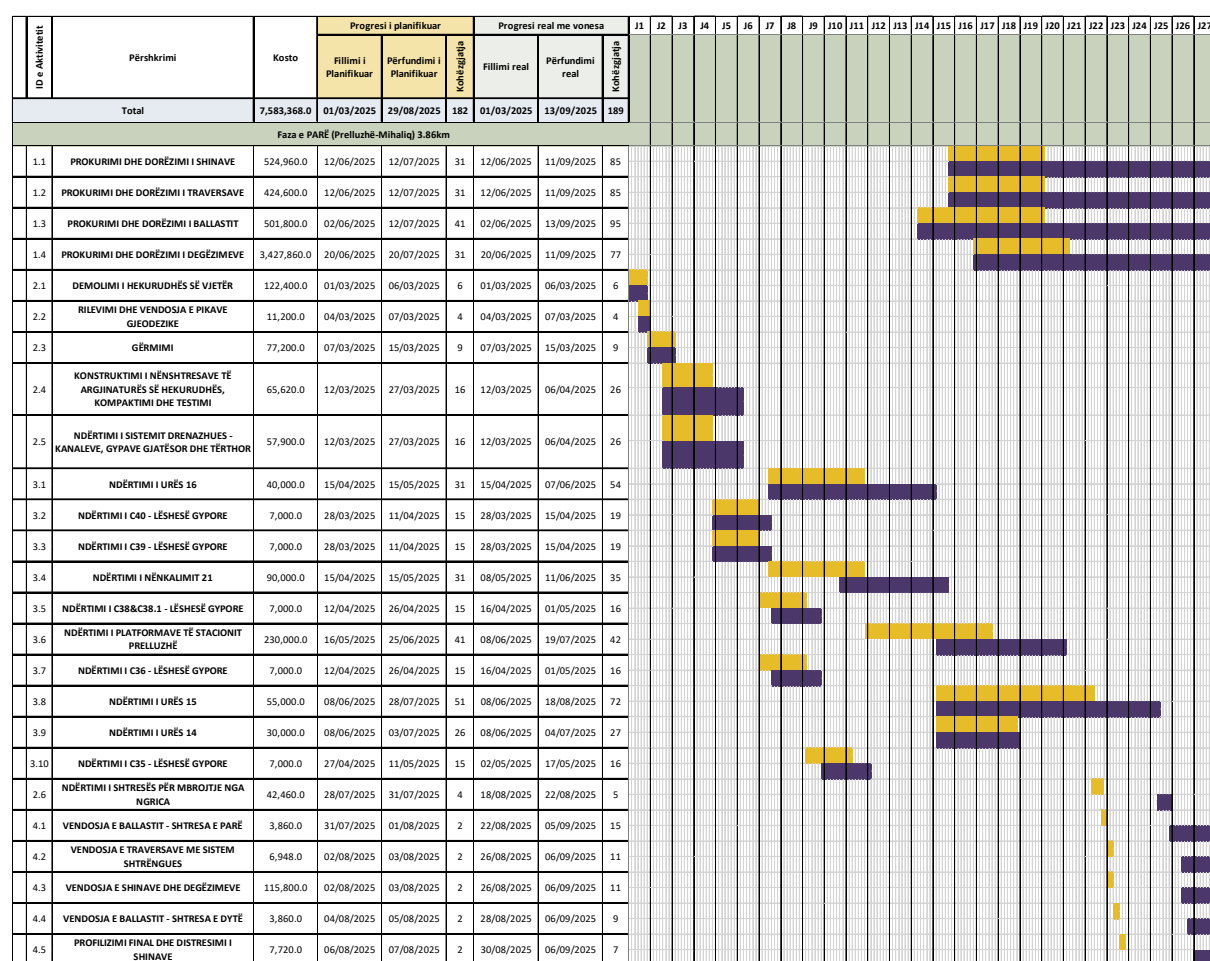 Progresi i planifikuar Progresi real me vonesa J1 J2 J3 J4 J5 J6 J7 J8 J9 J10 J11 J12 J13 J14 J15 J16 J17 J18 J19 J20 J21 J22 J23 J24 J25 J26 J27
ID e Aktivitetit Përshkrimi Kosto Fillimi i Planifikuar Përfundimi i Planifikuar Kohëzgjatja Fillimi real Përfundimi real Kohëzgjatja
Total 7,583,368.0 01/03/2025 29/08/2025 182 01/03/2025 13/09/2025 189
Faza e PARË (Prelluzhë-Mihaliq) 3.86km
1.1 PROKURIMI DHE DORËZIMI I SHINAVE 524,960.0 12/06/2025 12/07/2025 31 12/06/2025 11/09/2025 85
1.2 PROKURIMI DHE DORËZIMI I TRAVERSAVE 424,600.0 12/06/2025 12/07/2025 31 12/06/2025 11/09/2025 85
1.3 PROKURIMI DHE DORËZIMI I BALLASTIT 501,800.0 02/06/2025 12/07/2025 41 02/06/2025 13/09/2025 95
1.4 PROKURIMI DHE DORËZIMI I DEGËZIMEVE 3,427,860.0 20/06/2025 20/07/2025 31 20/06/2025 11/09/2025 77
2.1 DEMOLIMI I HEKURUDHËS SË VJETËR 122,400.0 01/03/2025 06/03/2025 6 01/03/2025 06/03/2025 6
2.2 RILEVIMI DHE VENDOSJA E PIKAVE
GJEODEZIKE 11,200.0 04/03/2025 07/03/2025 4 04/03/2025 07/03/2025 4
2.3 GËRMIMI 77,200.0 07/03/2025 15/03/2025 9 07/03/2025 15/03/2025 9
2.4 KONSTRUKTIMI I NËNSHTRESAVE TË
ARGJINATURËS SË HEKURUDHËS,
KOMPAKTIMI DHE TESTIMI 65,620.0 12/03/2025 27/03/2025 16 12/03/2025 06/04/2025 26
2.5 NDËRTIMI I SISTEMIT DRENAZHUES -
KANALEVE, GYPAVE GJATËSOR DHE TËRTHOR 57,900.0 12/03/2025 27/03/2025 16 12/03/2025 06/04/2025 26
3.1 NDËRTIMI I URËS 16 40,000.0 15/04/2025 15/05/2025 31 15/04/2025 07/06/2025 54
3.2 NDËRTIMI I C40 - LËSHESË GYPORE 7,000.0 28/03/2025 11/04/2025 15 28/03/2025 15/04/2025 19
3.3 NDËRTIMI I C39 - LËSHESË GYPORE 7,000.0 28/03/2025 11/04/2025 15 28/03/2025 15/04/2025 19
3.4 NDËRTIMI I NËNKALIMIT 21 90,000.0 15/04/2025 15/05/2025 31 08/05/2025 11/06/2025 35
3.5 NDËRTIMI I C38&C38.1 - LËSHESË GYPORE 7,000.0 12/04/2025 26/04/2025 15 16/04/2025 01/05/2025 16
3.6 NDËRTIMI I PLATFORMAVE TË STACIONIT
PRELLUZHË 230,000.0 16/05/2025 25/06/2025 41 08/06/2025 19/07/2025 42
3.7 NDËRTIMI I C36 - LËSHESË GYPORE 7,000.0 12/04/2025 26/04/2025 15 16/04/2025 01/05/2025 16
3.8 NDËRTIMI I URËS 15 55,000.0 08/06/2025 28/07/2025 51 08/06/2025 18/08/2025 72
3.9 NDËRTIMI I URËS 14 30,000.0 08/06/2025 03/07/2025 26 08/06/2025 04/07/2025 27
3.10 NDËRTIMI I C35 - LËSHESË GYPORE 7,000.0 27/04/2025 11/05/2025 15 02/05/2025 17/05/2025 16
2.6 NDËRTIMI I SHTRESËS PËR MBROJTJE NGA
NGRICA 42,460.0 28/07/2025 31/07/2025 4 18/08/2025 22/08/2025 5
4.1 VENDOSJA E BALLASTIT - SHTRESA E PARË 3,860.0 31/07/2025 01/08/2025 2 22/08/2025 05/09/2025 15
4.2 VENDOSJA E TRAVERSAVE ME SISTEM
SHTRËNGUES 6,948.0 02/08/2025 03/08/2025 2 26/08/2025 06/09/2025 11
4.3 VENDOSJA E SHINAVE DHE DEGËZIMEVE 115,800.0 02/08/2025 03/08/2025 2 26/08/2025 06/09/2025 11
4.4 VENDOSJA E BALLASTIT - SHTRESA E DYTË 3,860.0 04/08/2025 05/08/2025 2 28/08/2025 06/09/2025 9
4.5 PROFILIZIMI FINAL DHE DISTRESIMI I
SHINAVE 7,720.0 06/08/2025 07/08/2025 2 30/08/2025 06/09/2025 7